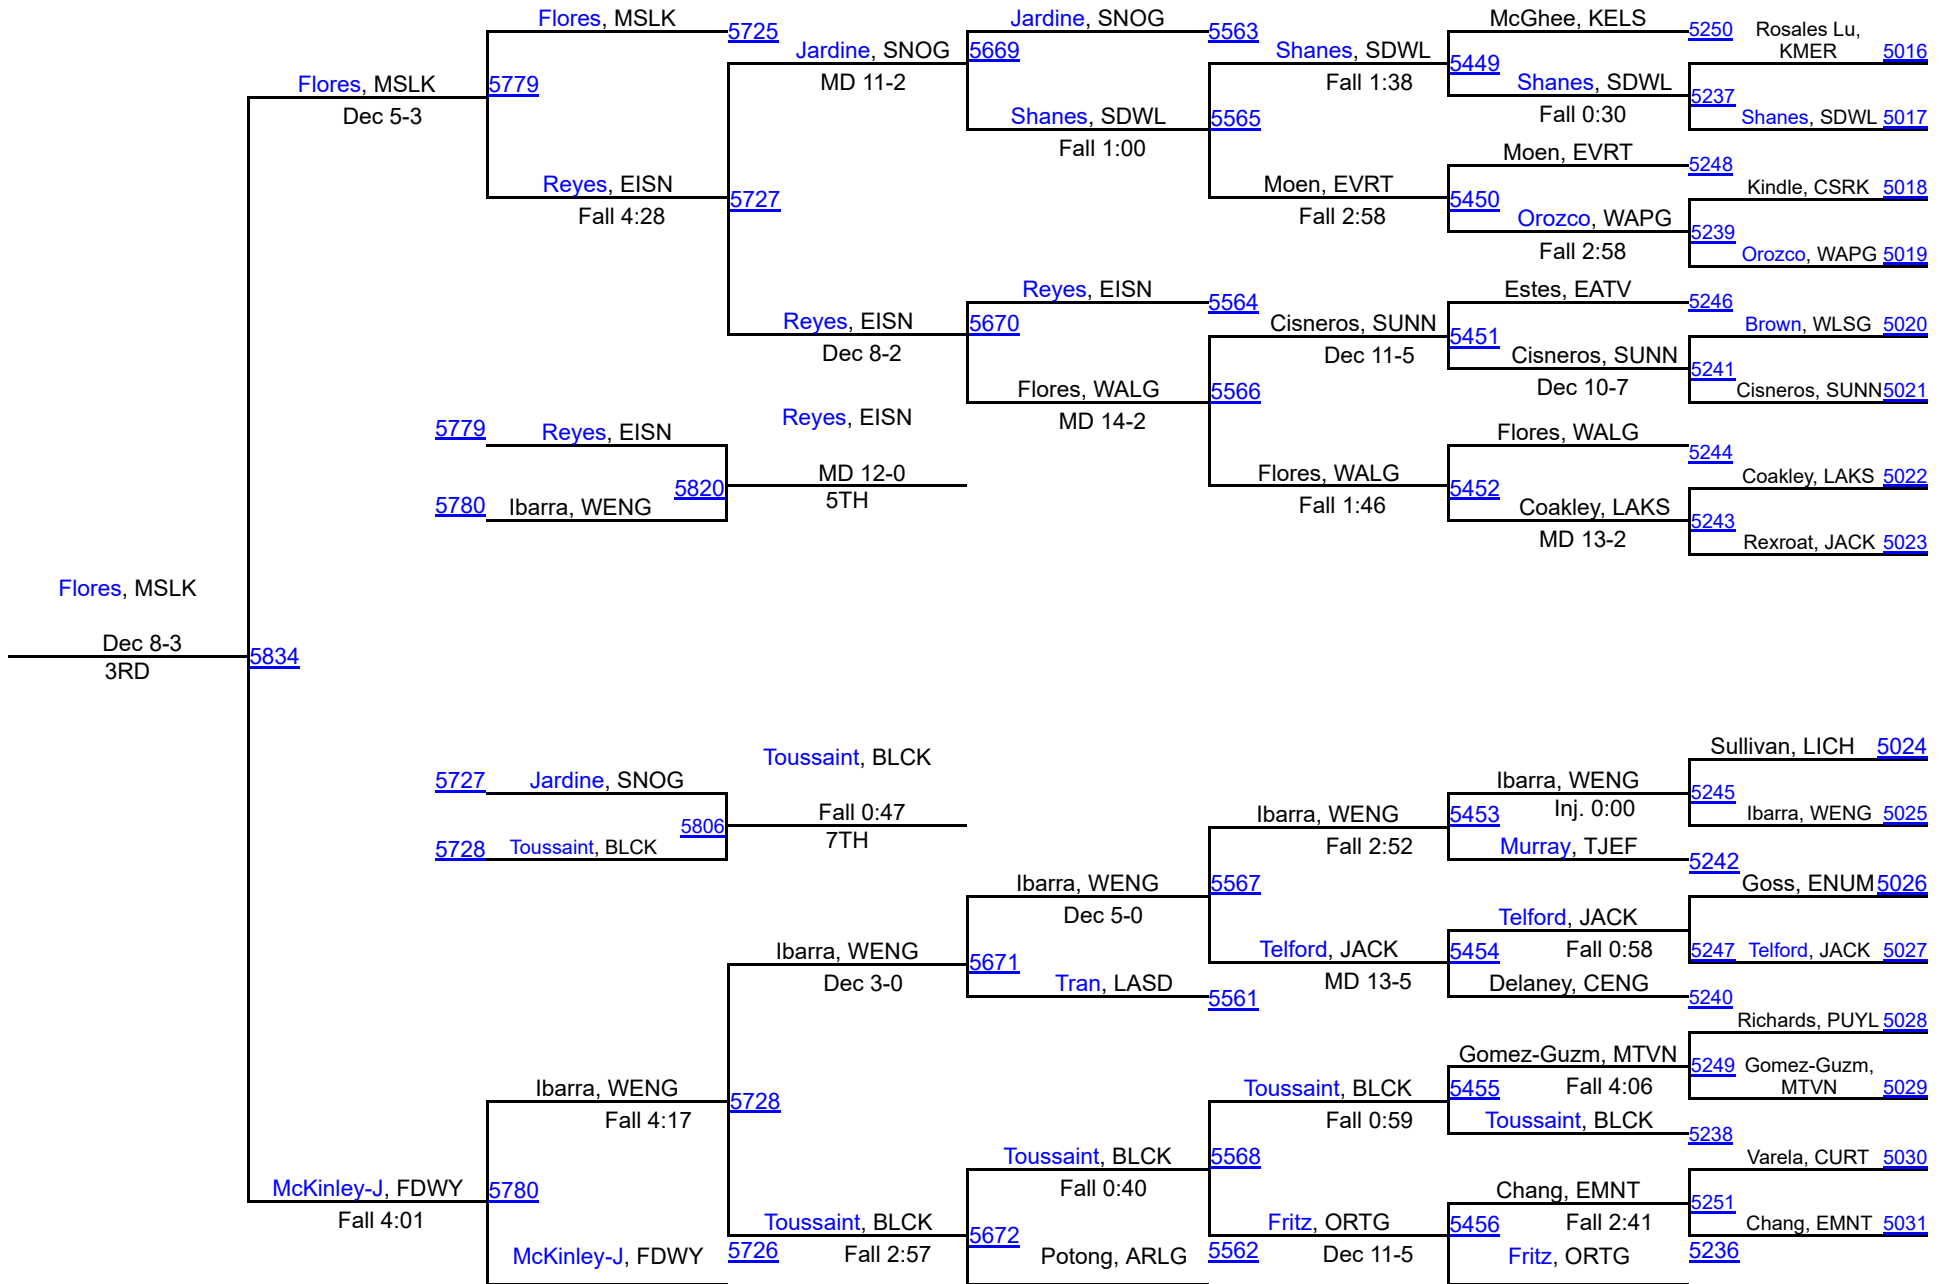 Flores, MSLK
5725
Jardine, SNOG
5563
McGhee, KELS
5250
Rosales Lu,
KMER
5016
Jardine, SNOG
5669
MD 11-2
Shanes, SDWL
Fall 1:38
5449
Shanes, SDWL
Fall 0:30
5237
Shanes, SDWL 5017
Flores, MSLK
Dec 5-3
5779
Shanes, SDWL
Fall 1:00
5565
Moen, EVRT
5248
Kindle, CSRK 5018
Reyes, EISN
Fall 4:28
5727
Moen, EVRT
Fall 2:58
5450
Orozco, WAPG
Fall 2:58
5239
Orozco, WAPG 5019
Reyes, EISN
5564
Estes, EATV
5246
Brown, WLSG 5020
Reyes, EISN
Dec 8-2
5670
Cisneros, SUNN
Dec 11-5
5451
Cisneros, SUNN
Dec 10-7
5241
Cisneros, SUNN 5021
Flores, WALG
MD 14-2
5566
Flores, WALG
5244
Coakley, LAKS 5022
Flores, WALG
Fall 1:46
5452
Coakley, LAKS
MD 13-2
5243
Rexroat, JACK 5023
5779
Reyes, EISN
Reyes, EISN
MD 12-0
5TH
5820
5780
Ibarra, WENG
Flores, MSLK
Dec 8-3
3RD
5834
5727
Jardine, SNOG
Toussaint, BLCK
Fall 0:47
7TH
5806
5728
Toussaint, BLCK
Sullivan, LICH 5024
Ibarra, WENG
Inj. 0:00
5245
Ibarra, WENG 5025
Ibarra, WENG
Fall 2:52
5453
Murray, TJEF
5242
Goss, ENUM 5026
Ibarra, WENG
Dec 5-0
5567
Telford, JACK
Fall 0:58
5247
Telford, JACK 5027
Ibarra, WENG
Dec 3-0
5671
Telford, JACK
MD 13-5
5454
Delaney, CENG
5240
Tran, LASD
5561
Richards, PUYL 5028
Gomez-Guzm, MTVN
Fall 4:06
5249
Gomez-Guzm,
MTVN
5029
Ibarra, WENG
Fall 4:17
5728
Toussaint, BLCK
Fall 0:59
5455
Toussaint, BLCK
5238
Varela, CURT 5030
Toussaint, BLCK
Fall 0:40
5568
McKinley-J, FDWY
Fall 4:01
5780
Chang, EMNT
Fall 2:41
5251
Chang, EMNT 5031
Toussaint, BLCK
Fall 2:57
5672
Fritz, ORTG
Dec 11-5
5456
McKinley-J, FDWY
5726
Potong, ARLG
5562
Fritz, ORTG
5236